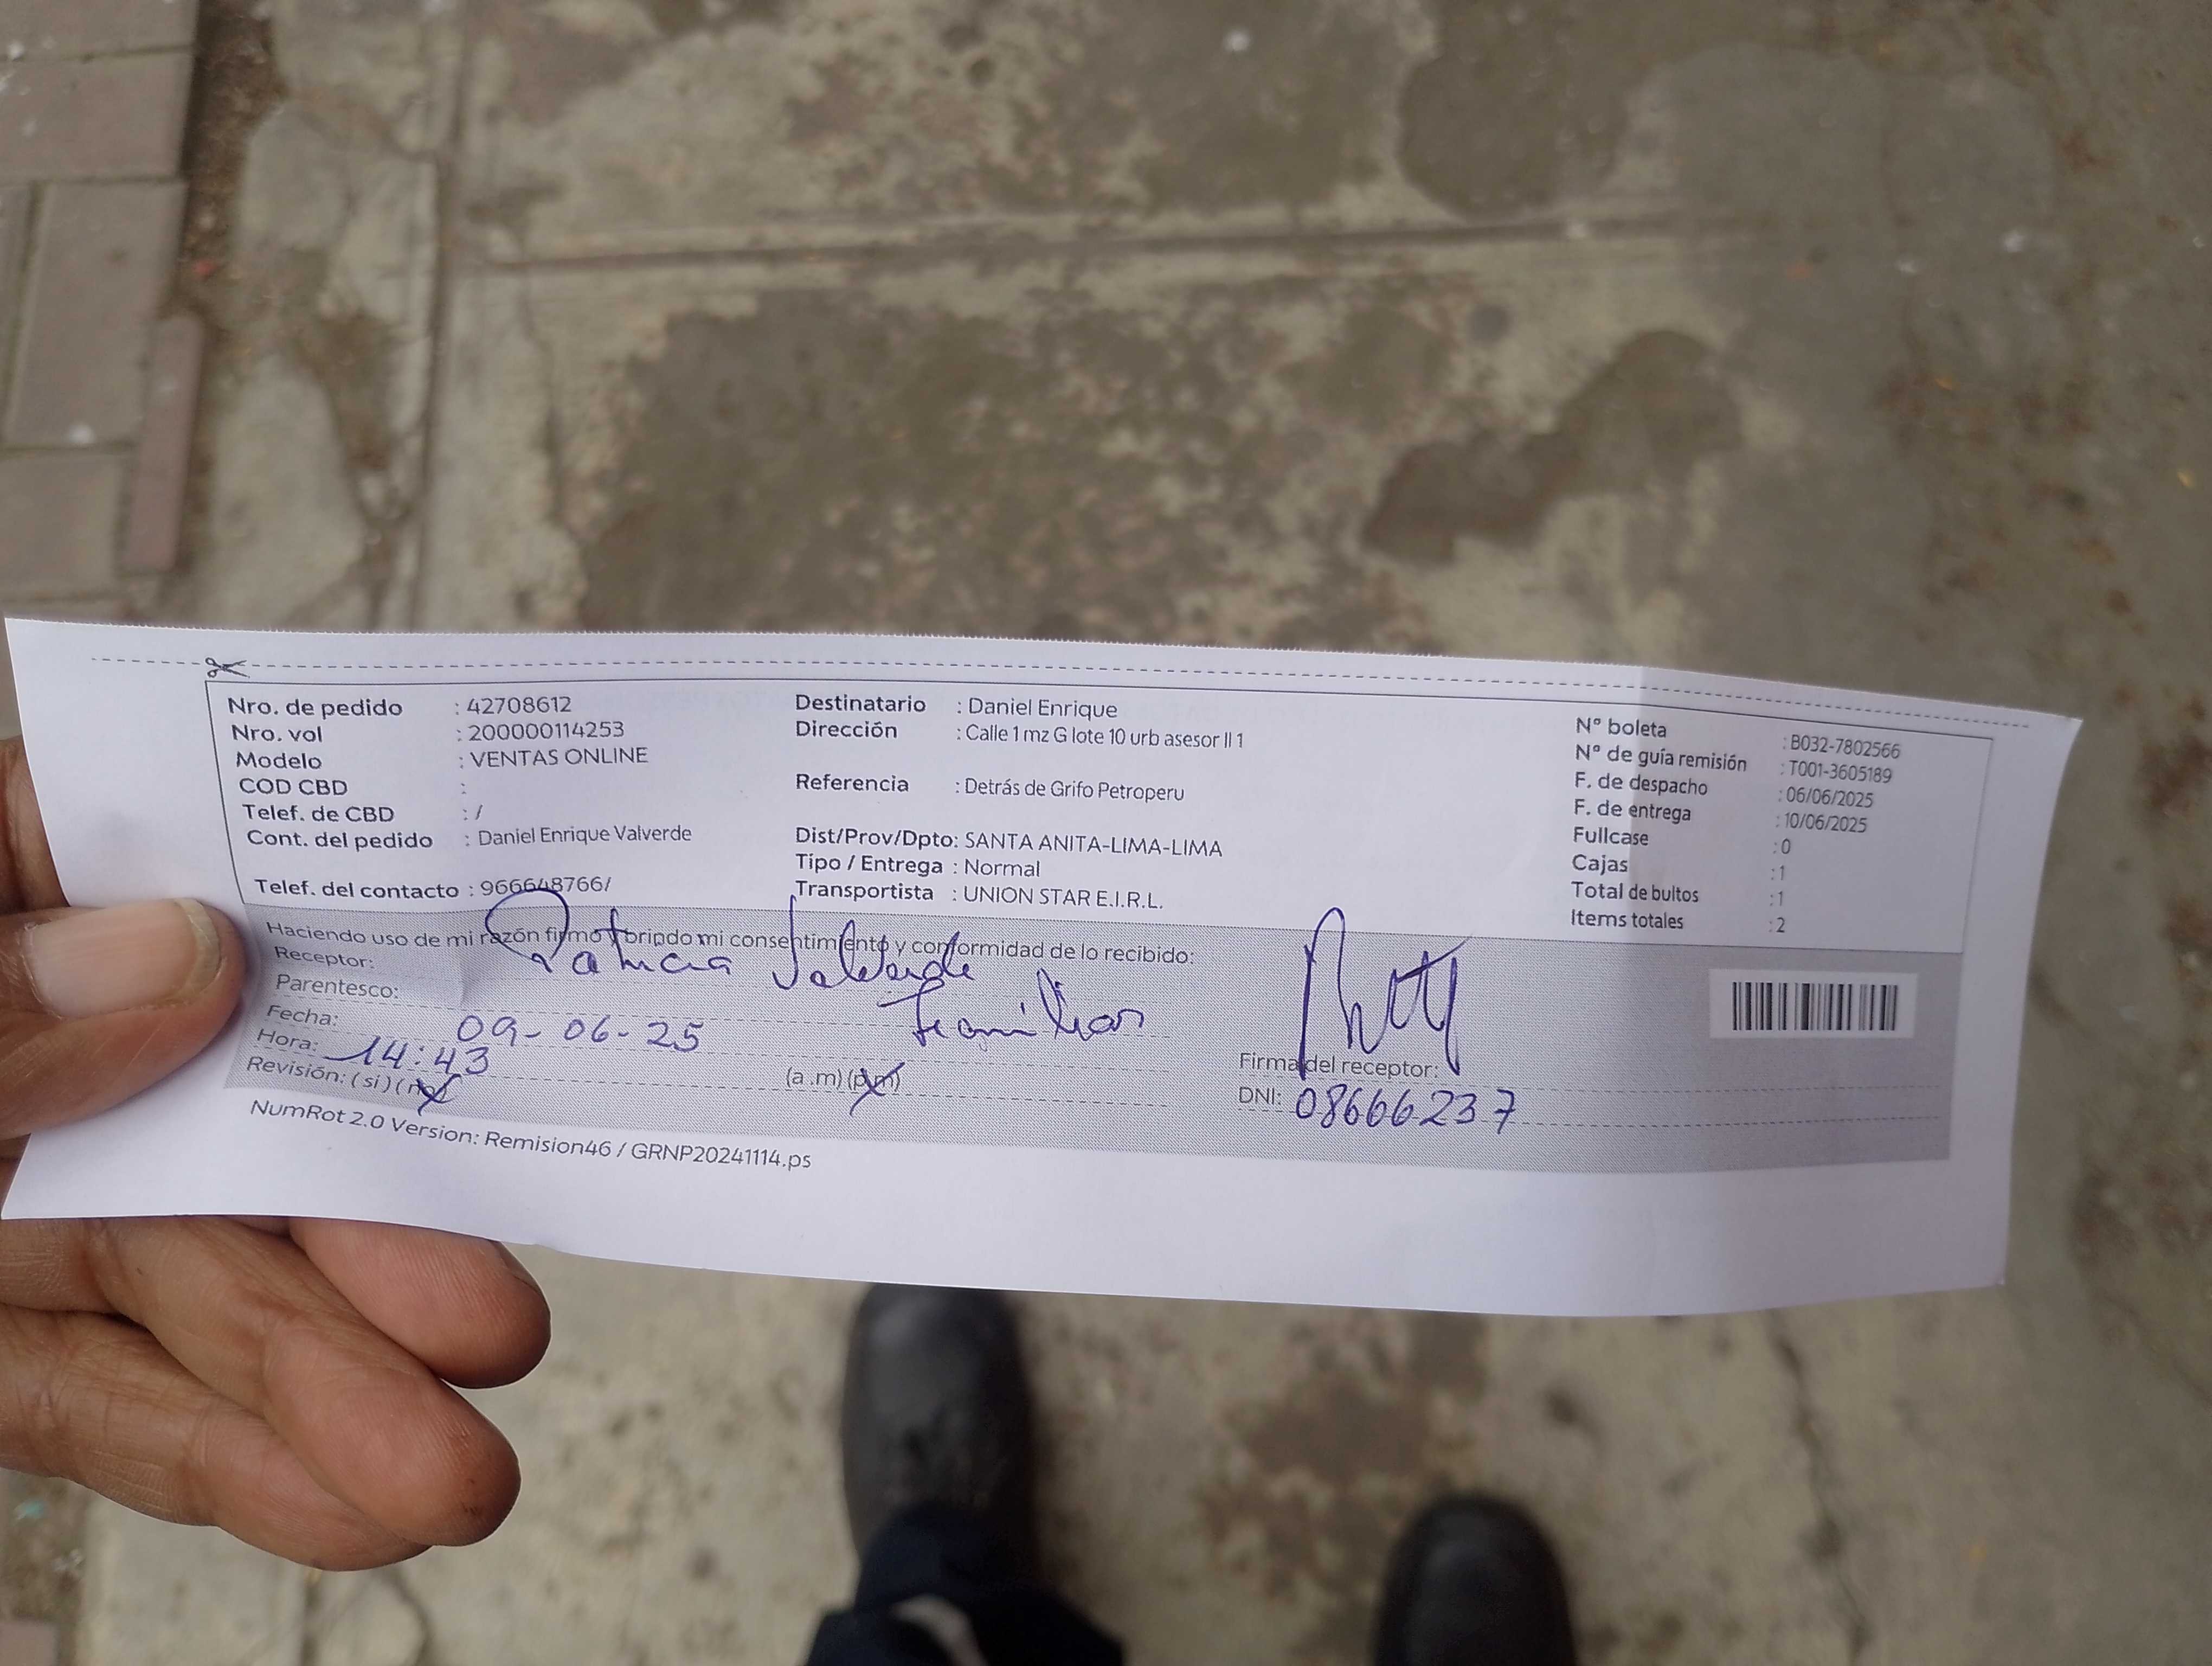 Nro. de pedido : 42708612
Nro. vol : 200000114253
Modelo : VENTAS ONLINE
COD CBD :
Telef. de CBD : /
Cont. del pedido : Daniel Enrique Valverde
Telef. del contacto : 966648766/
Destinatario : Daniel Enrique
Dirección : Calle 1 mz G lote 10 urb asesor II 1
Referencia : Detrás de Grifo Petroperu
Dist/Prov/Dpto: SANTA ANITA-LIMA-LIMA
Tipo / Entrega : Normal
Transportista : UNION STAR E.I.R.L.
Nº boleta : B032-7802566
Nº de guía remisión : T001-3605189
F. de despacho : 06/06/2025
F. de entrega : 10/06/2025
Fullcase : 0
Cajas : 1
Total de bultos : 1
Items totales : 2
Haciendo uso de mi razón firmo y brindo mi consentimiento y conformidad de lo recibido:
Receptor: Patricia Valverde
Parentesco: Familiar
Fecha: 09-06-25
Hora: 14:43 (a.m) (p.m)
Revisión: (si) (no)
Firma del receptor:
DNI: 08666237
NumRot 2.0 Version: Remision46 / GRNP20241114.ps